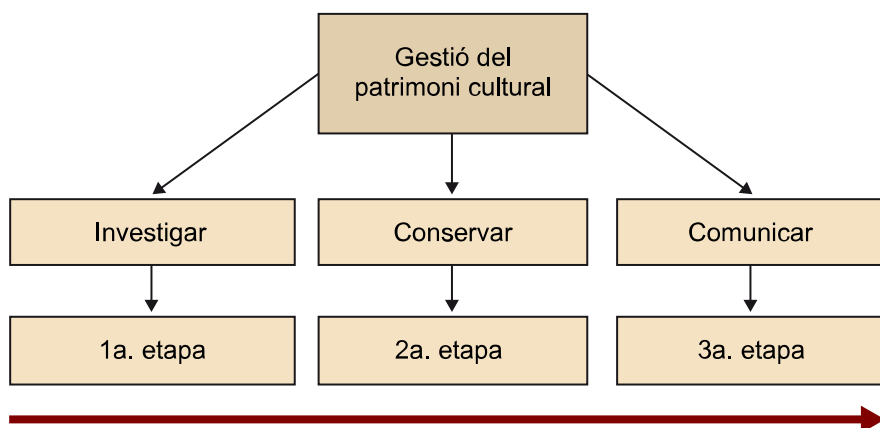 Gestió del
patrimoni cultural
Investigar
Conservar
Comunicar
1a. etapa
2a. etapa
3a. etapa